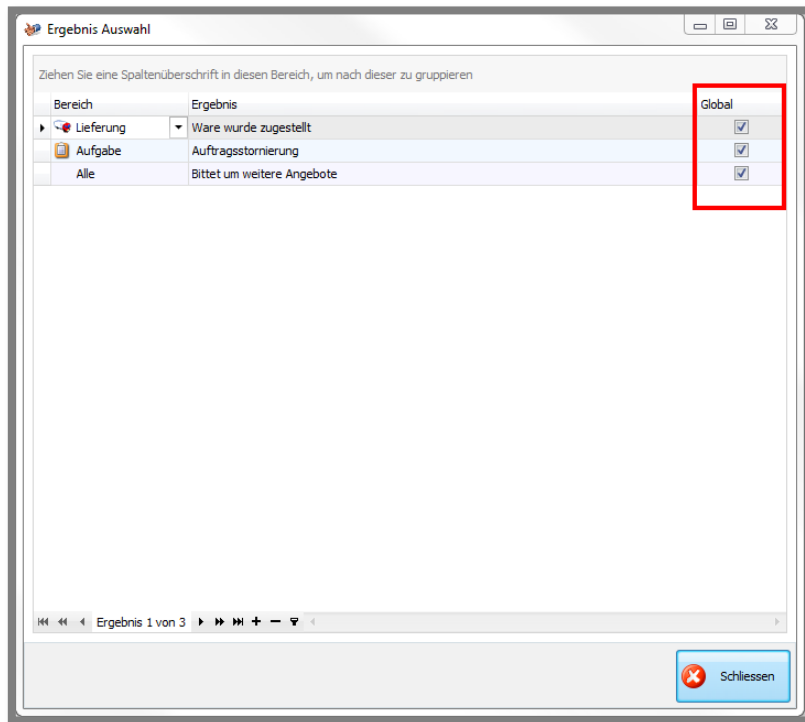 Ergebnis Auswahl
Ziehen Sie eine Spaltenüberschrift in diesen Bereich, um nach dieser zu gruppieren
Bereich Ergebnis Global
Lieferung Ware wurde zugestellt
Aufgabe Auftragsstornierung
Alle Bittet um weitere Angebote
Ergebnis 1 von 3
Schliessen